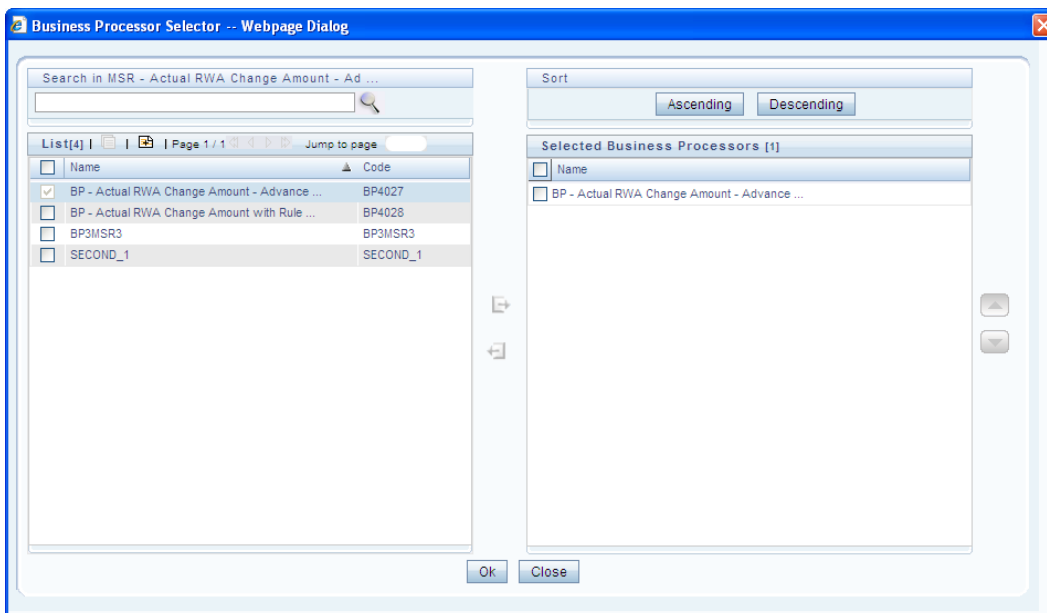 Business Processor Selector -- Webpage Dialog
Search in MSR - Actual RWA Change Amount - Ad ...
Sort
Ascending Descending
List[4] | | | Page 1 / 1 Jump to page
Selected Business Processors [1]
Name Code
Name
BP - Actual RWA Change Amount - Advance ... BP4027
BP - Actual RWA Change Amount - Advance ...
BP - Actual RWA Change Amount with Rule ... BP4028
BP3MSR3 BP3MSR3
SECOND_1 SECOND_1
Ok Close